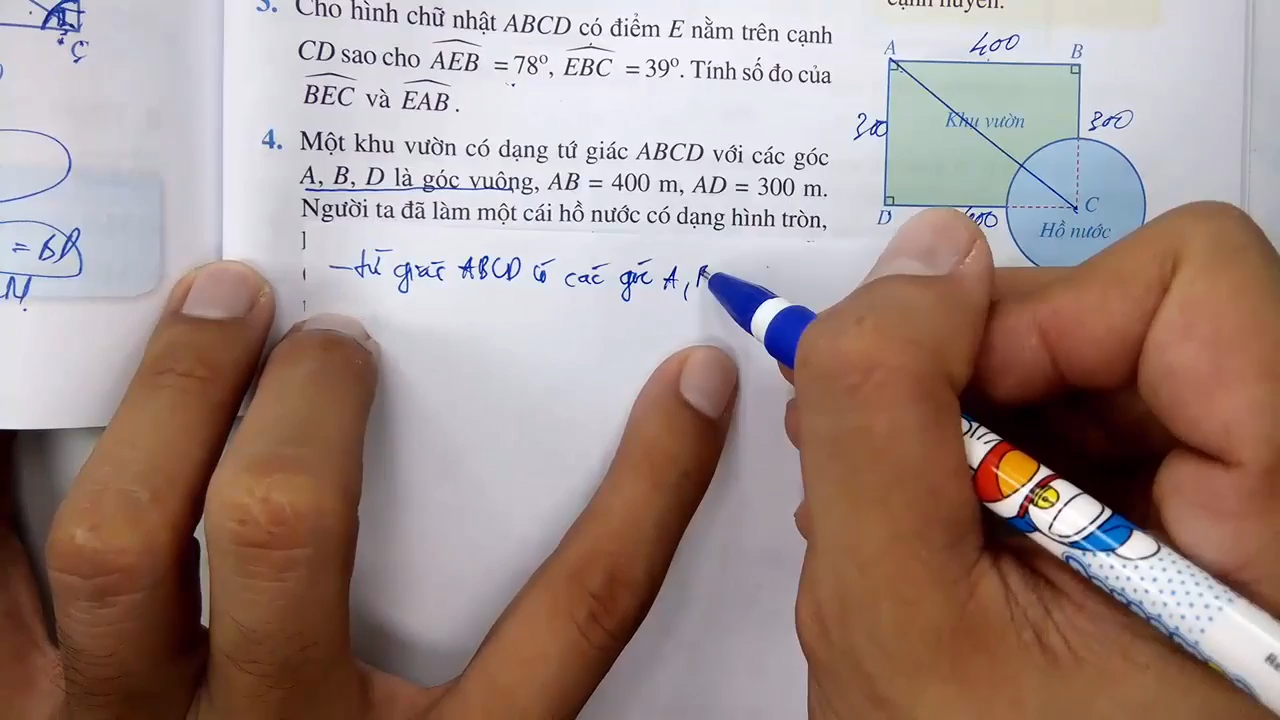 Cho hình chữ nhật ABCD có điểm E nằm trên cạnh
CD sao cho AEB = 78°, EBC = 39°. Tính số đo của
BEC và EAB.
4. Một khu vườn có dạng tứ giác ABCD với các góc
A, B, D là góc vuông, AB = 400 m, AD = 300 m.
Người ta đã làm một cái hồ nước có dạng hình tròn,
- tứ giác ABCD có các góc A,
cạnh huyền.
400
A
B
Khu vườn
300
300
C
D
400
Hồ nước
C